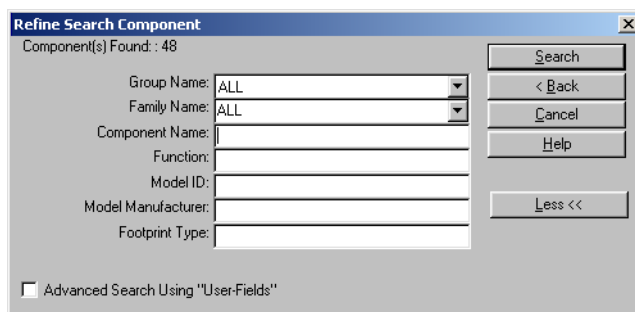 Refine Search Component
Component(s) Found: : 48
Search
Group Name: ALL
< Back
Family Name: ALL
Cancel
Component Name:
Help
Function:
Model ID:
Model Manufacturer:
Less <<
Footprint Type:
Advanced Search Using "User-Fields"